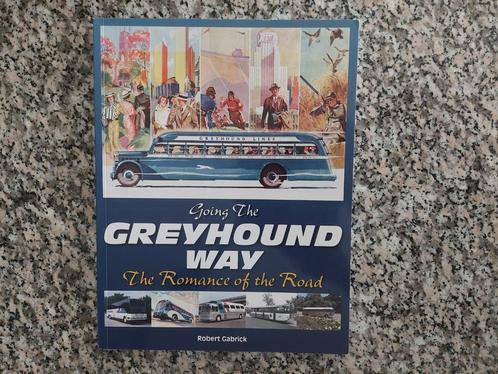 GREYHOUND LINES
Going The
GREYHOUND
WAY
The Romance of the Road
Robert Gabrick